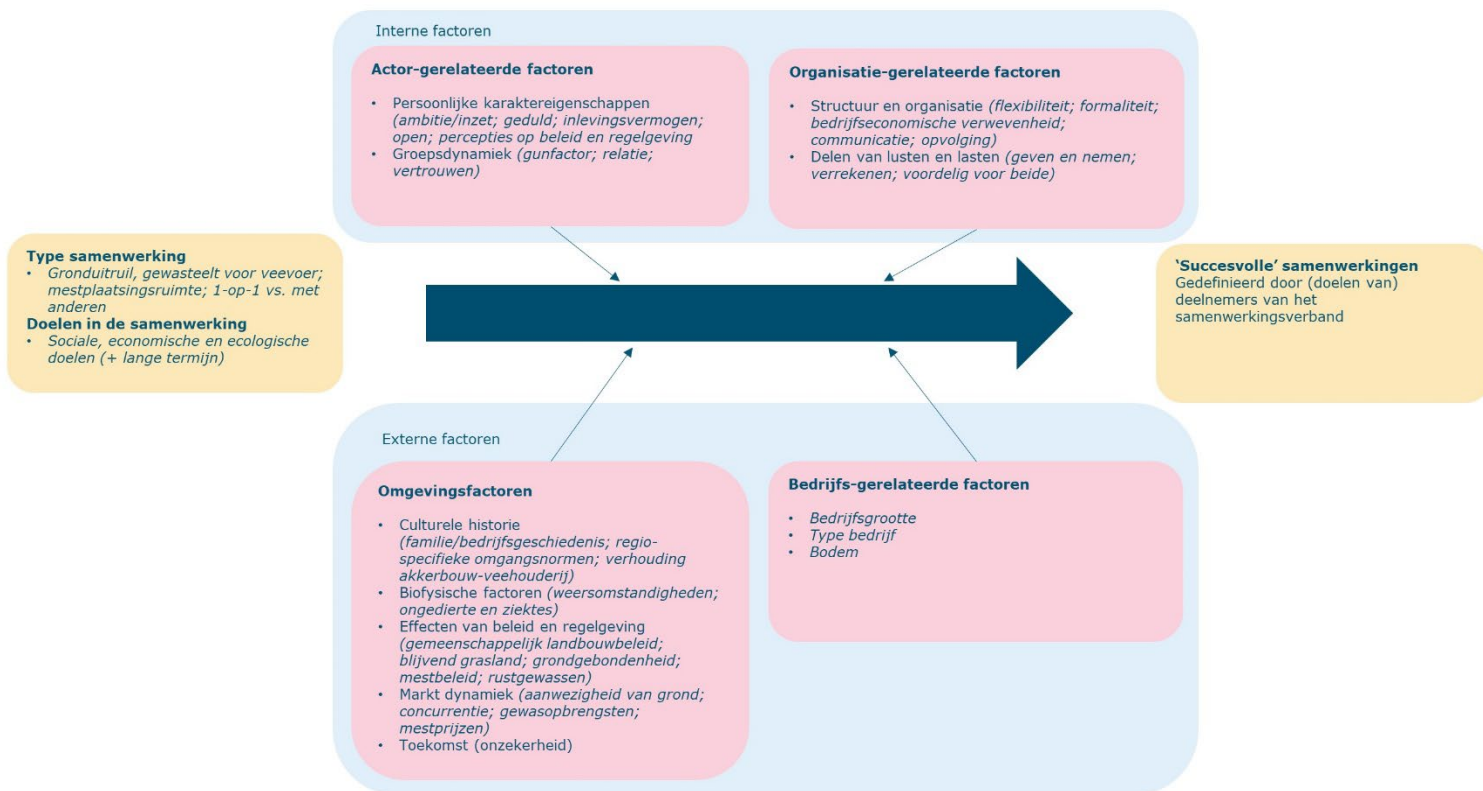 Interne factoren
Actor-gerelateerde factoren
• Persoonlijke karaktereigenschappen
(ambitie/inzet; geduld; inlevingsvermogen;
open; percepties op beleid en regelgeving
• Groepsdynamiek (gunfactor; relatie;
vertrouwen)
Organisatie-gerelateerde factoren
• Structuur en organisatie (flexibiliteit; formaliteit;
bedrijfseconomische verwevenheid;
communicatie; opvolging)
• Delen van lusten en lasten (geven en nemen;
verrekenen; voordelig voor beide)
Type samenwerking
• Gronduitruil, gewasteelt voor veevoer;
mestplaatsingsruimte; 1-op-1 vs. met
anderen
Doelen in de samenwerking
• Sociale, economische en ecologische
doelen (+ lange termijn)
‘Succesvolle’ samenwerkingen
Gedefinieerd door (doelen van)
deelnemers van het
samenwerkingsverband
Externe factoren
Omgevingsfactoren
• Culturele historie
(familie/bedrijfsgeschiedenis; regio-
specifieke omgangsnormen; verhouding
akkerbouw-veehouderij)
• Biofysische factoren (weersomstandigheden;
ongedierte en ziektes)
• Effecten van beleid en regelgeving
(gemeenschappelijk landbouwbeleid;
blijvend grasland; grondgebondenheid;
mestbeleid; rustgewassen)
• Markt dynamiek (aanwezigheid van grond;
concurrentie; gewasopbrengsten;
mestprijzen)
• Toekomst (onzekerheid)
Bedrijfs-gerelateerde factoren
• Bedrijfsgrootte
• Type bedrijf
• Bodem